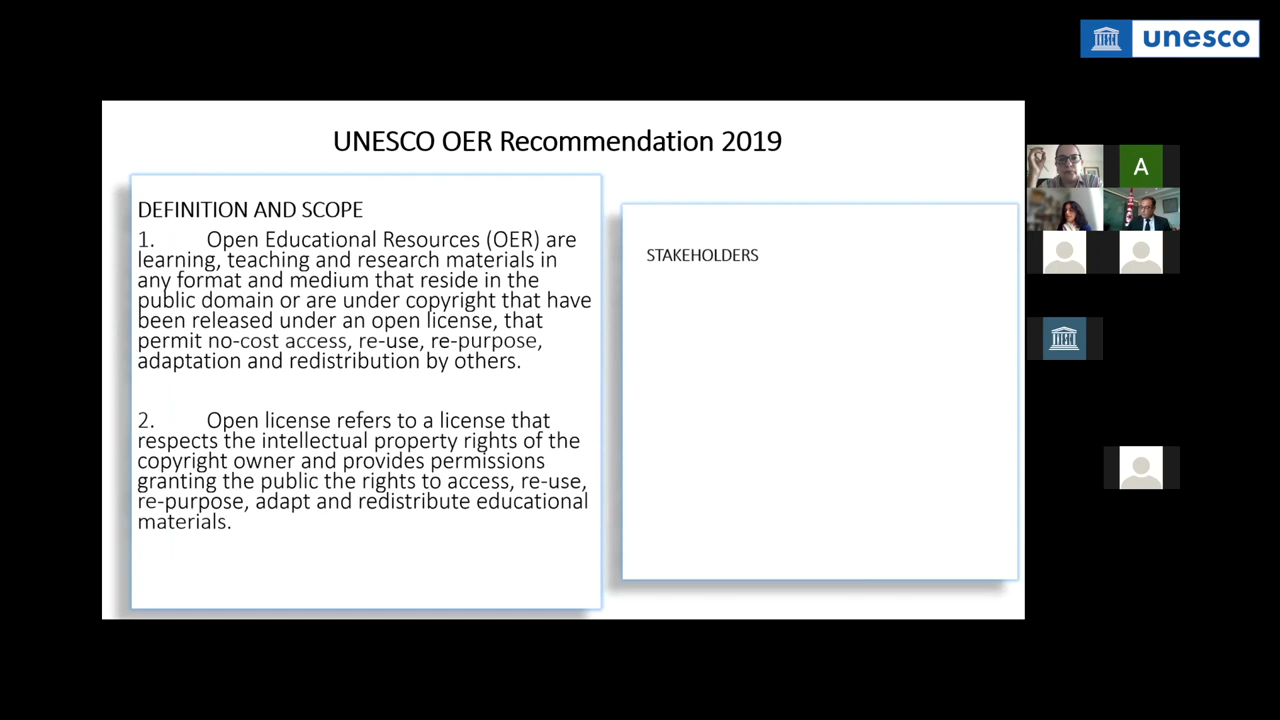 unesco
UNESCO OER Recommendation 2019
DEFINITION AND SCOPE
1. Open Educational Resources (OER) are
learning, teaching and research materials in
any format and medium that reside in the
public domain or are under copyright that have
been released under an open license, that
permit no-cost access, re-use, re-purpose,
adaptation and redistribution by others.
2. Open license refers to a license that
respects the intellectual property rights of the
copyright owner and provides permissions
granting the public the rights to access, re-use,
re-purpose, adapt and redistribute educational
materials.
STAKEHOLDERS
A